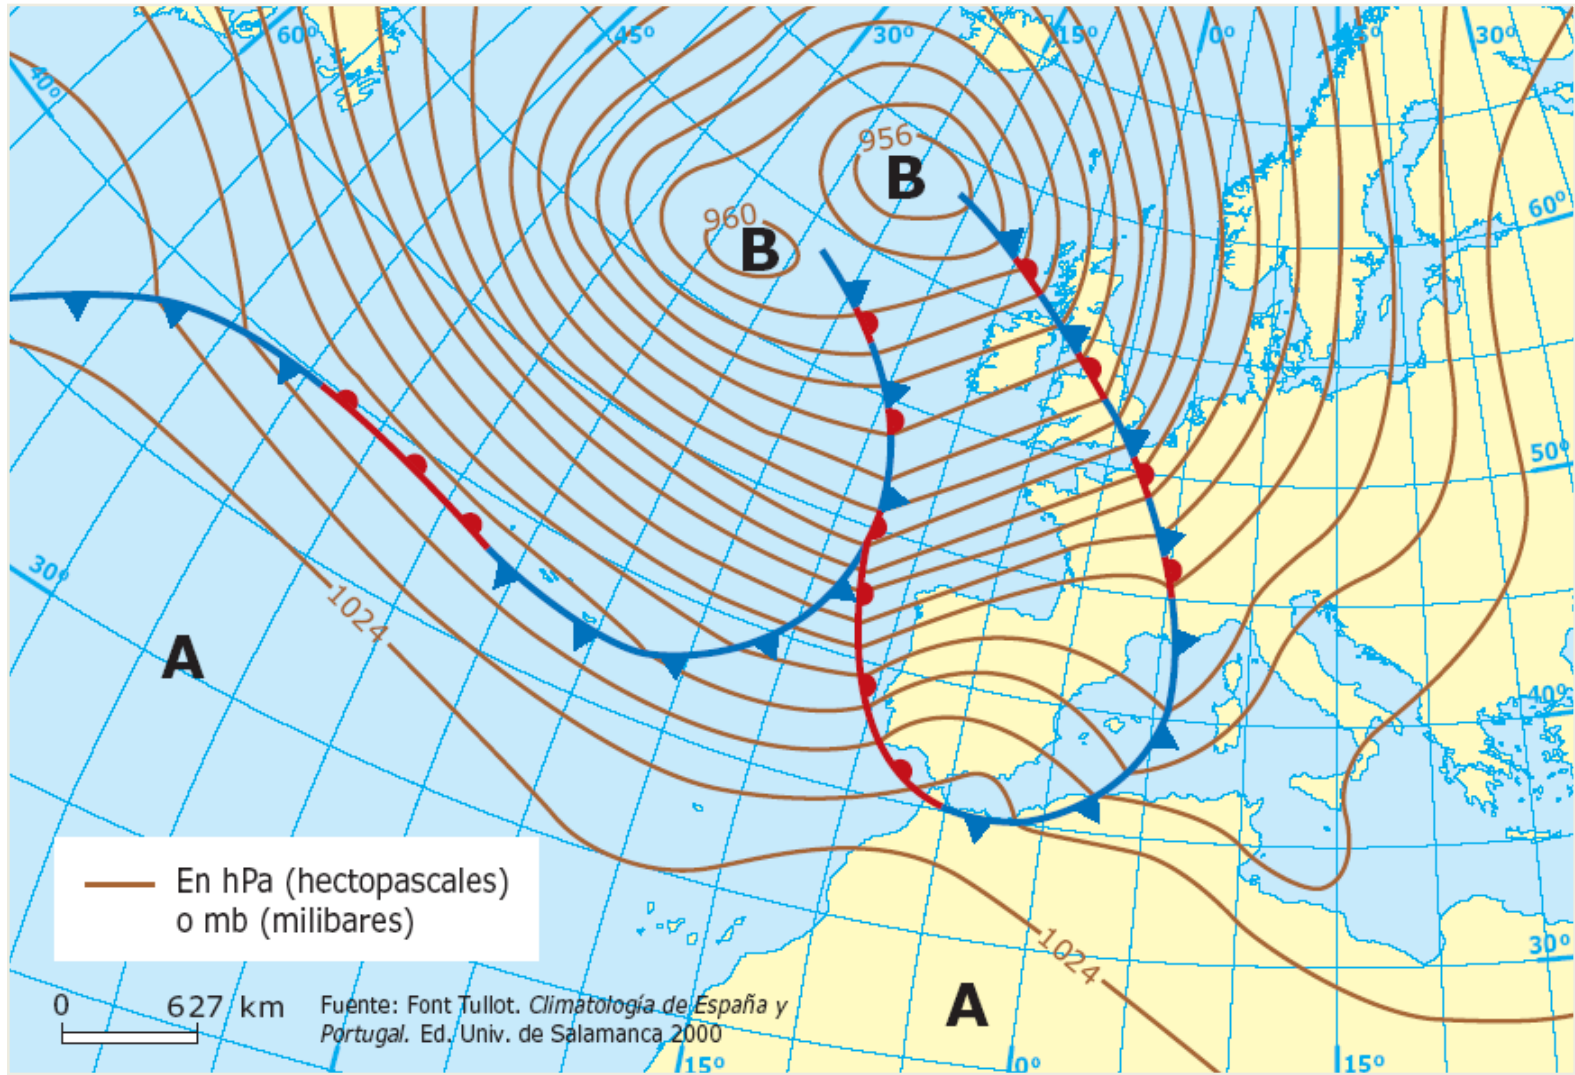 60º
45º
30º
15º
0º
15º
30º
40º
956
B
60º
960
B
50º
30º
1024
A
40º
En hPa (hectopascales)
o mb (milibares)
30º
1024
A
0 627 km
Fuente: Font Tullot. Climatología de España y
Portugal. Ed. Univ. de Salamanca 2000
15º
0º
15º